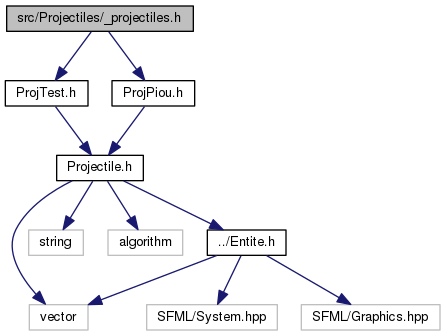 src/Projectiles/_projectiles.h
ProjTest.h
ProjPiou.h
Projectile.h
string
algorithm
../Entite.h
vector
SFML/System.hpp
SFML/Graphics.hpp